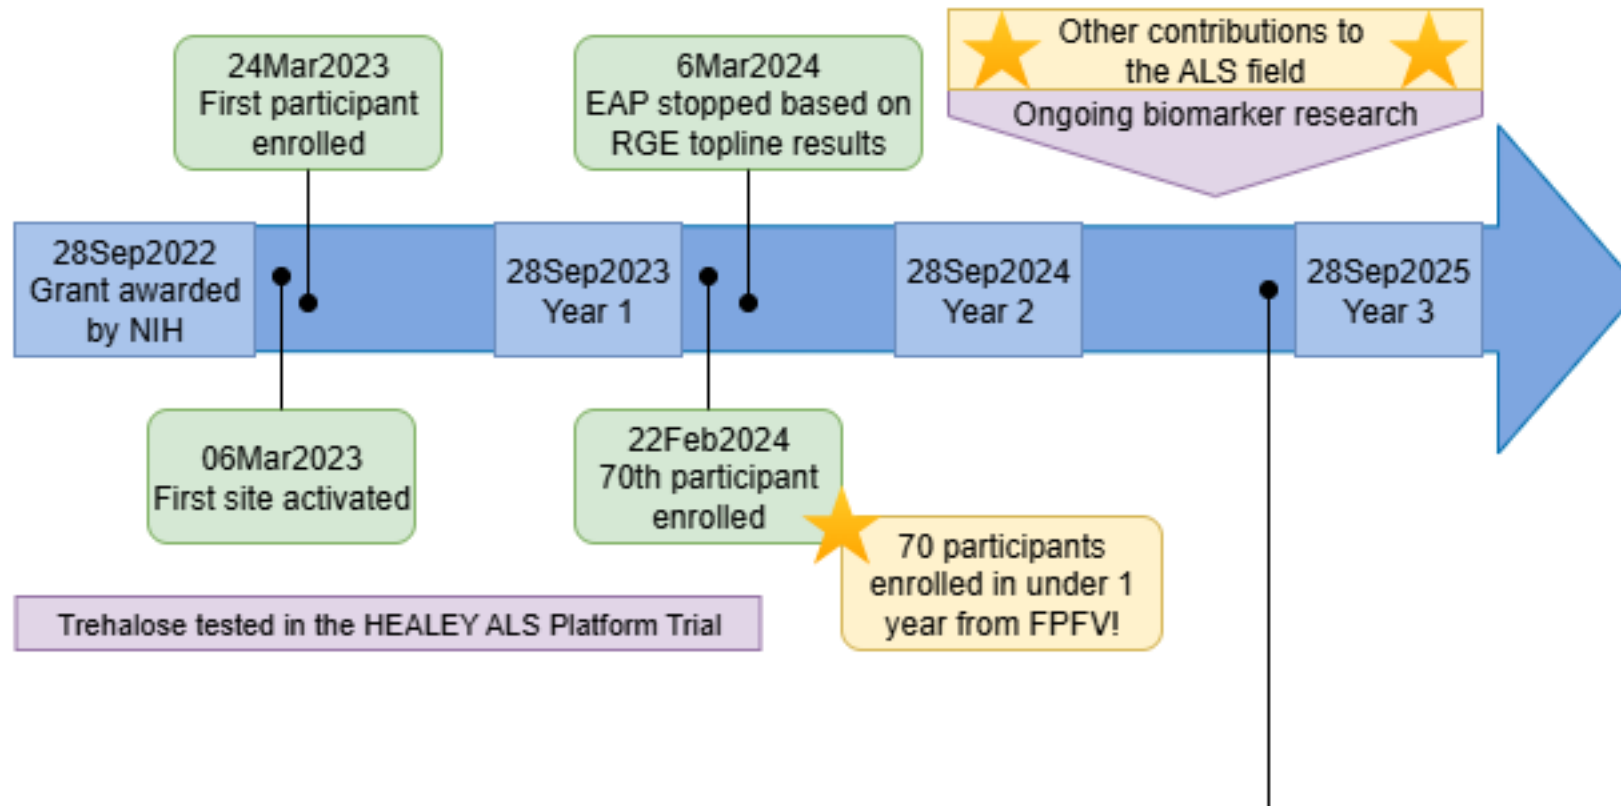 24Mar2023
First participant
enrolled
6Mar2024
EAP stopped based on
RGE topline results
Other contributions to
the ALS field
Ongoing biomarker research
28Sep2022
Grant awarded
by NIH
28Sep2023
Year 1
28Sep2024
Year 2
28Sep2025
Year 3
06Mar2023
First site activated
22Feb2024
70th participant
enrolled
70 participants
enrolled in under 1
year from FPFV!
Trehalose tested in the HEALEY ALS Platform Trial